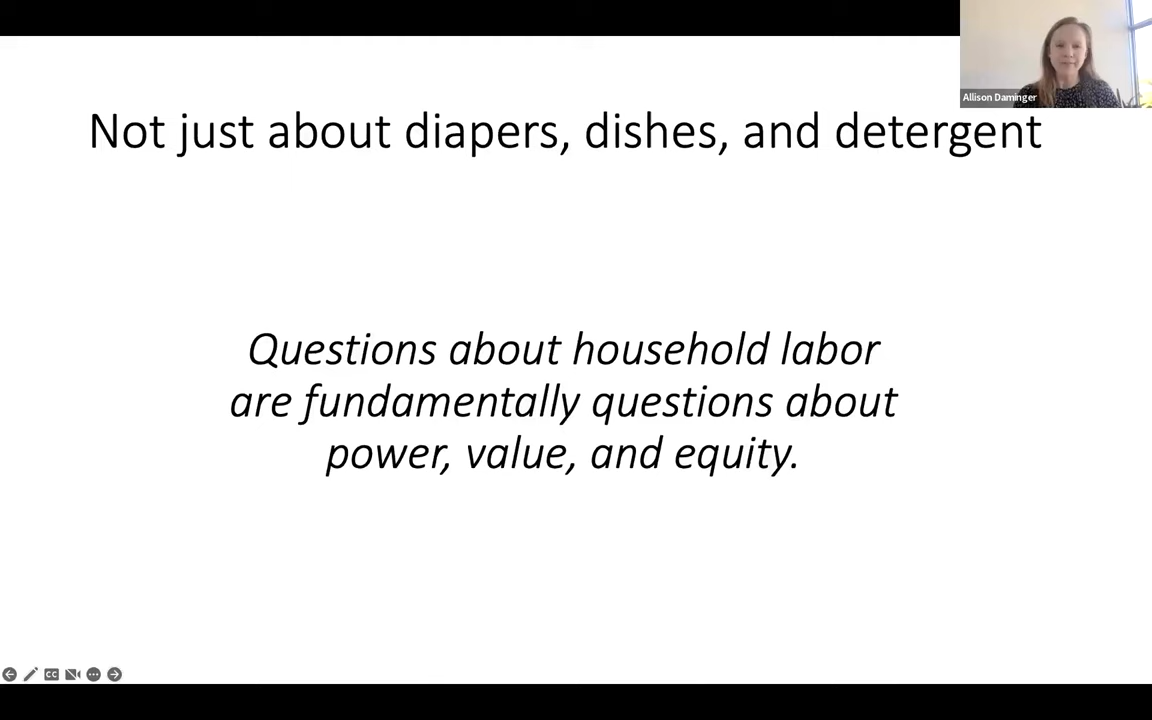 Allison Daminger
Not just about diapers, dishes, and detergent
Questions about household labor
are fundamentally questions about
power, value, and equity.
CC